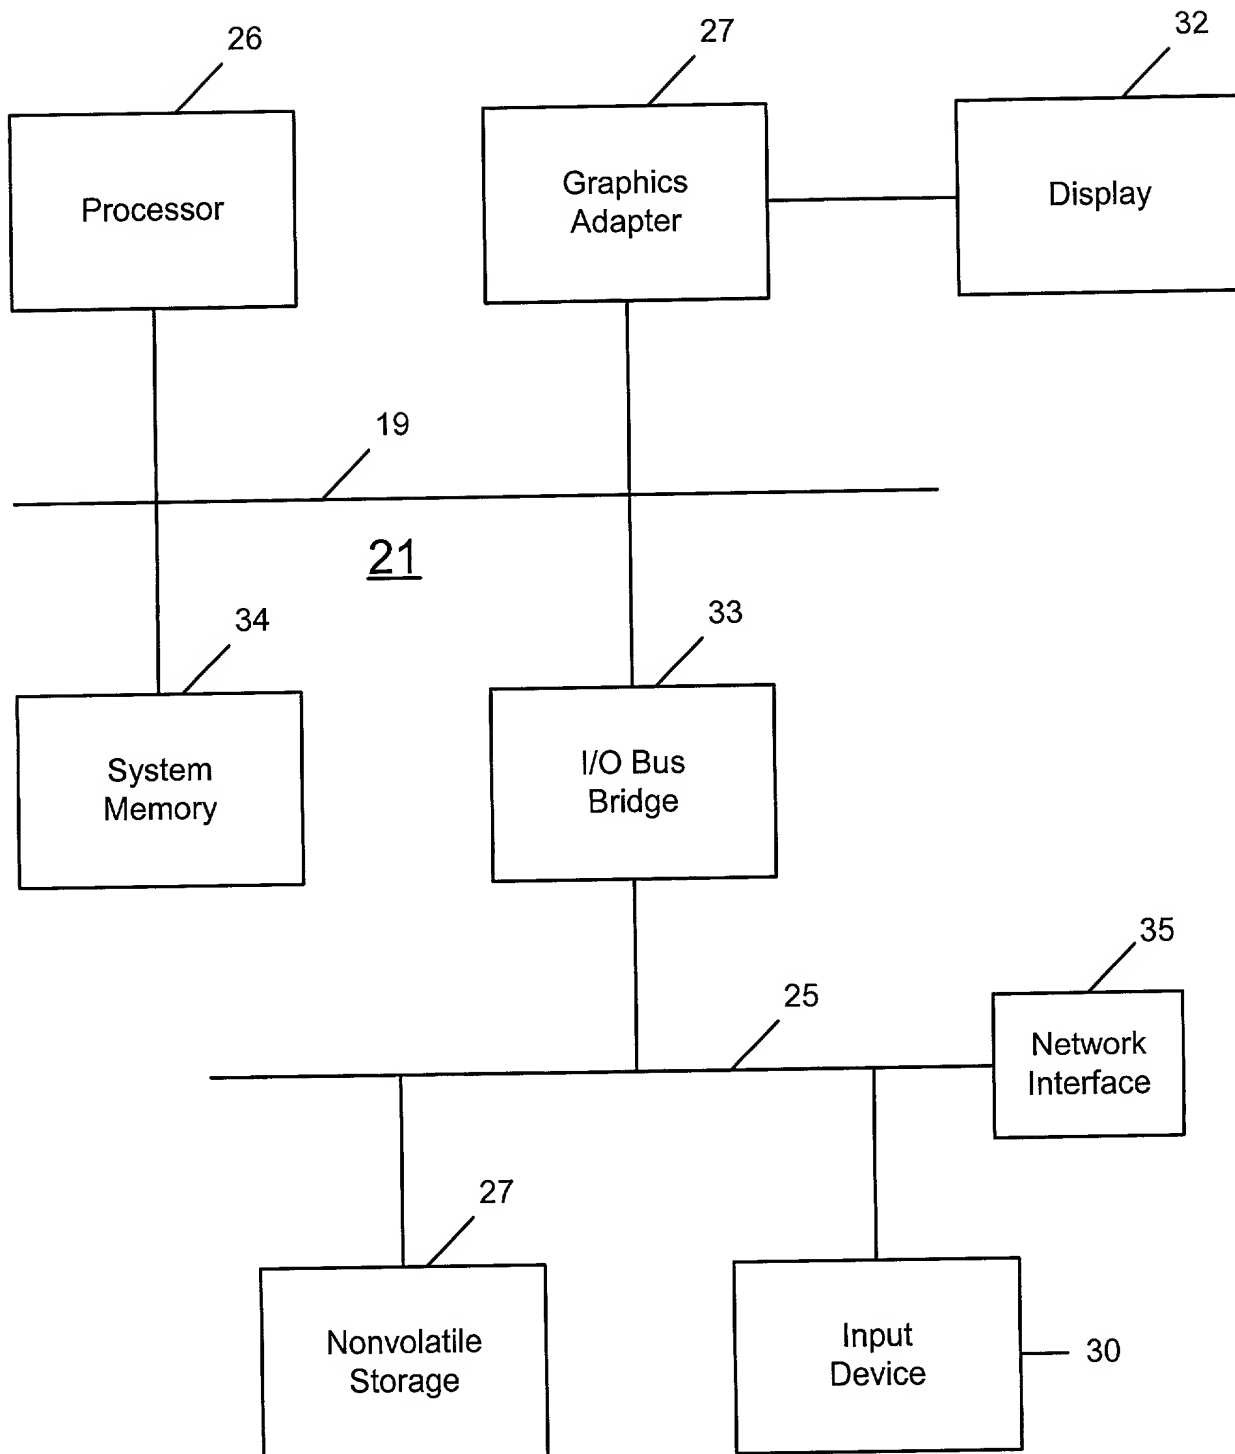 26
27
32
Processor
Graphics
Adapter
Display
19
21
34
33
System
Memory
I/O Bus
Bridge
35
25
Network
Interface
27
Nonvolatile
Storage
Input
Device
30